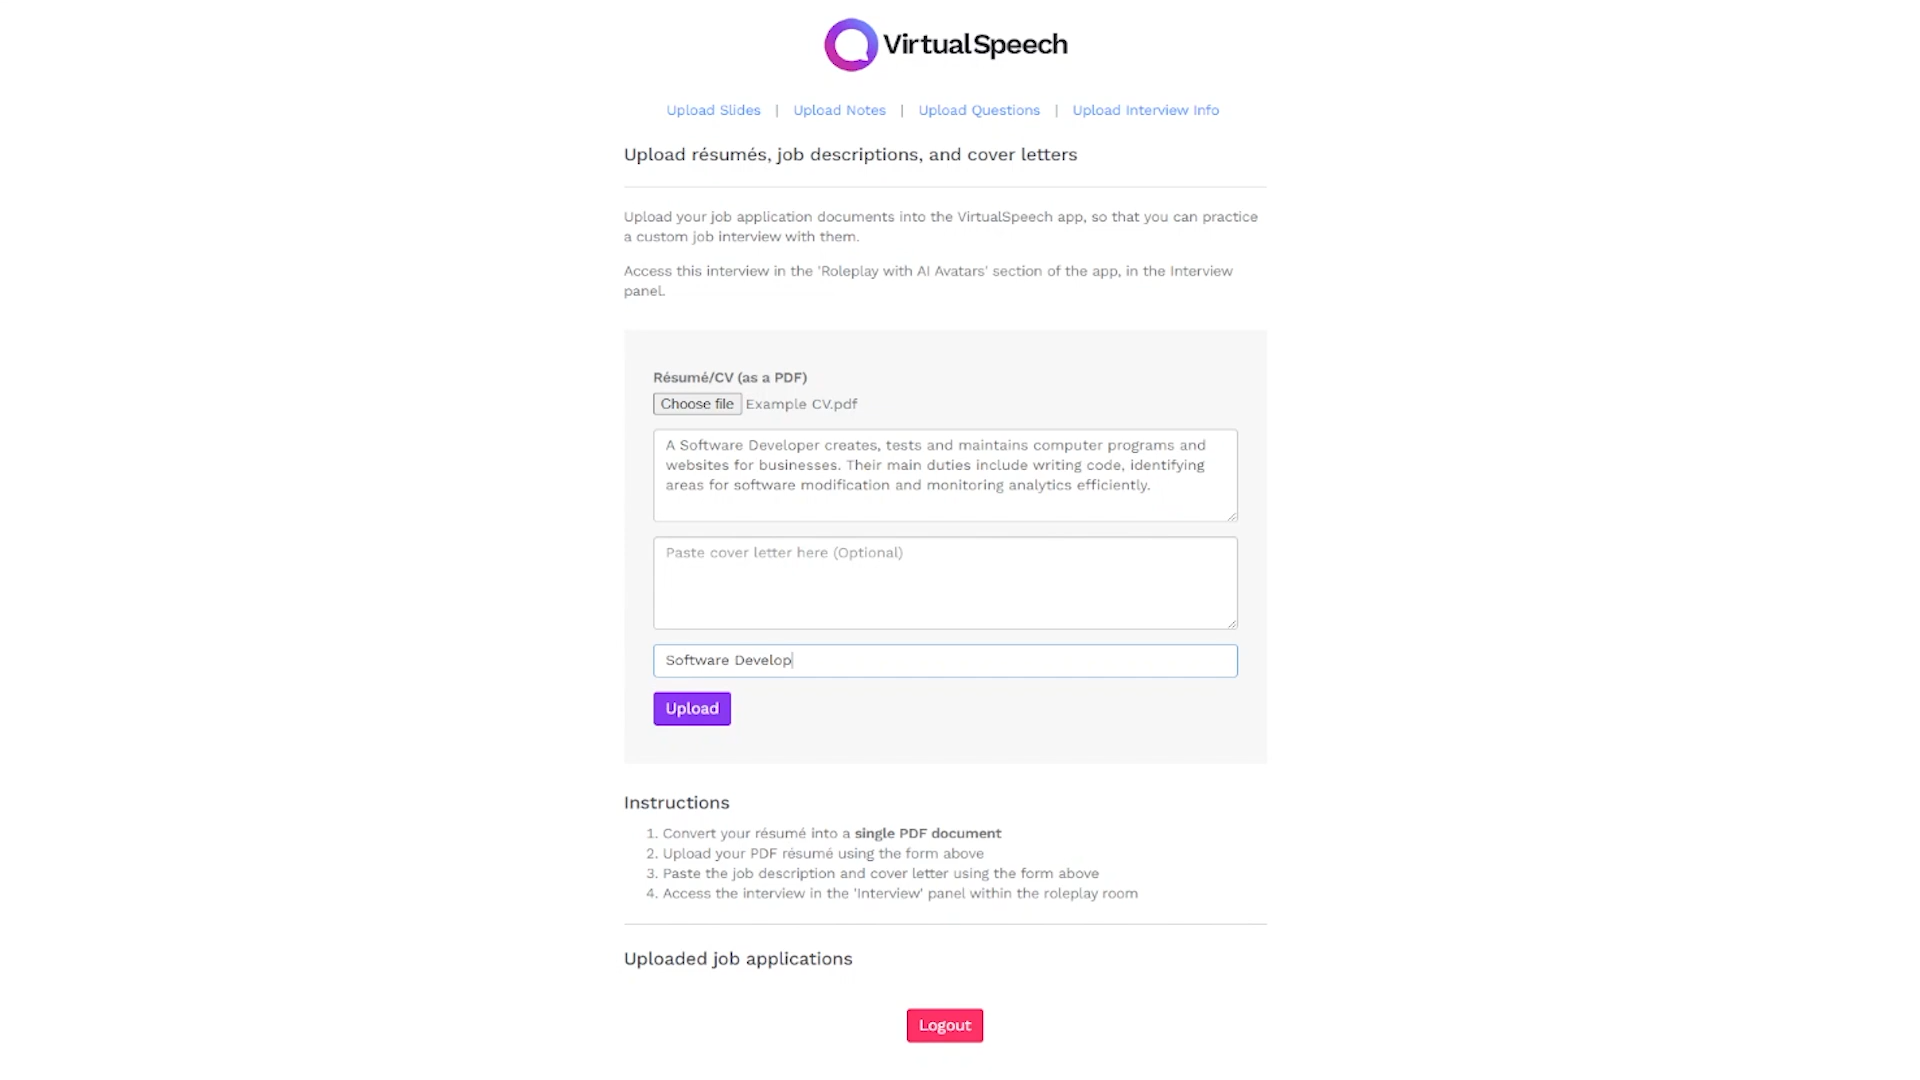 VirtualSpeech
Upload Slides | Upload Notes | Upload Questions | Upload Interview Info
Upload résumés, job descriptions, and cover letters
Upload your job application documents into the VirtualSpeech app, so that you can practice
a custom job interview with them.
Access this interview in the 'Roleplay with AI Avatars' section of the app, in the Interview
panel.
Résumé/CV (as a PDF)
Choose file Example CV.pdf
A Software Developer creates, tests and maintains computer programs and
websites for businesses. Their main duties include writing code, identifying
areas for software modification and monitoring analytics efficiently.
Paste cover letter here (Optional)
Software Develop
Upload
Instructions
1. Convert your résumé into a single PDF document
2. Upload your PDF résumé using the form above
3. Paste the job description and cover letter using the form above
4. Access the interview in the 'Interview' panel within the roleplay room
Uploaded job applications
Logout